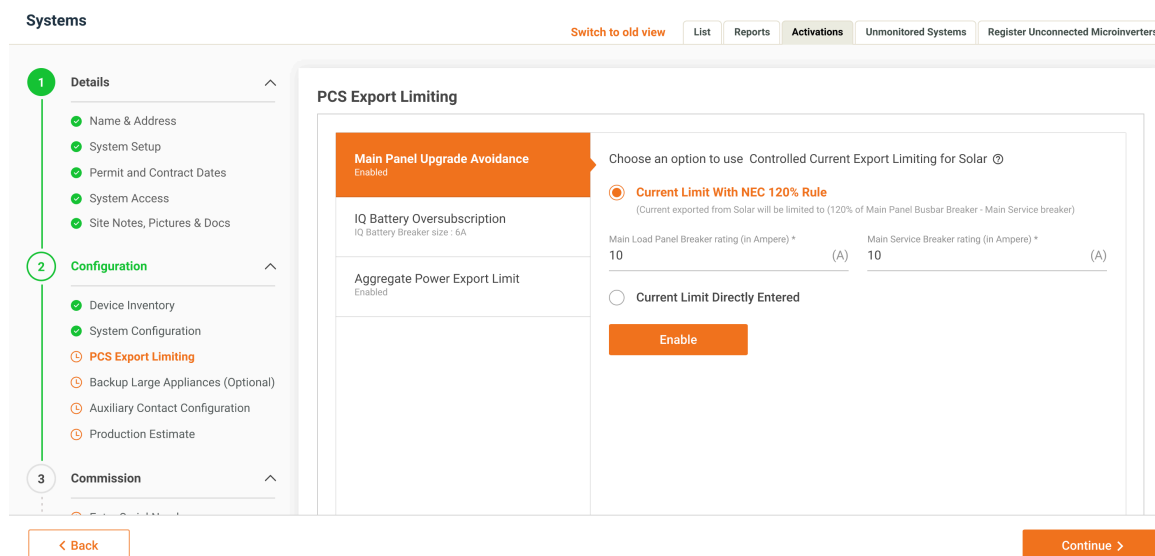 Systems
Switch to old view
List
Reports
Activations
Unmonitored Systems
Register Unconnected Microinverters
1
Details
Name & Address
System Setup
Permit and Contract Dates
System Access
Site Notes, Pictures & Docs
2
Configuration
Device Inventory
System Configuration
PCS Export Limiting
Backup Large Appliances (Optional)
Auxiliary Contact Configuration
Production Estimate
3
Commission
PCS Export Limiting
Main Panel Upgrade Avoidance
Enabled
IQ Battery Oversubscription
IQ Battery Breaker size : 6A
Aggregate Power Export Limit
Enabled
Choose an option to use Controlled Current Export Limiting for Solar
Current Limit With NEC 120% Rule
(Current exported from Solar will be limited to (120% of Main Panel Busbar Breaker - Main Service breaker)
Main Load Panel Breaker rating (in Ampere) *
10 (A)
Main Service Breaker rating (in Ampere) *
10 (A)
Current Limit Directly Entered
Enable
< Back
Continue >